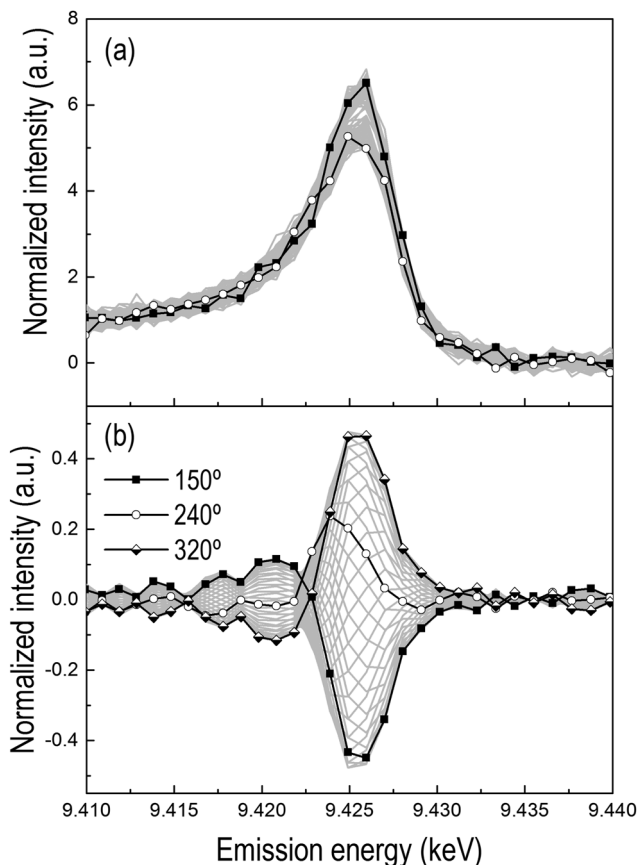 (a)
Normalized intensity (a.u.)
8
6
4
2
0
(b)
Normalized intensity (a.u.)
0.4
0.2
0.0
-0.2
-0.4
150º
240º
320º
9.410 9.415 9.420 9.425 9.430 9.435 9.440
Emission energy (keV)